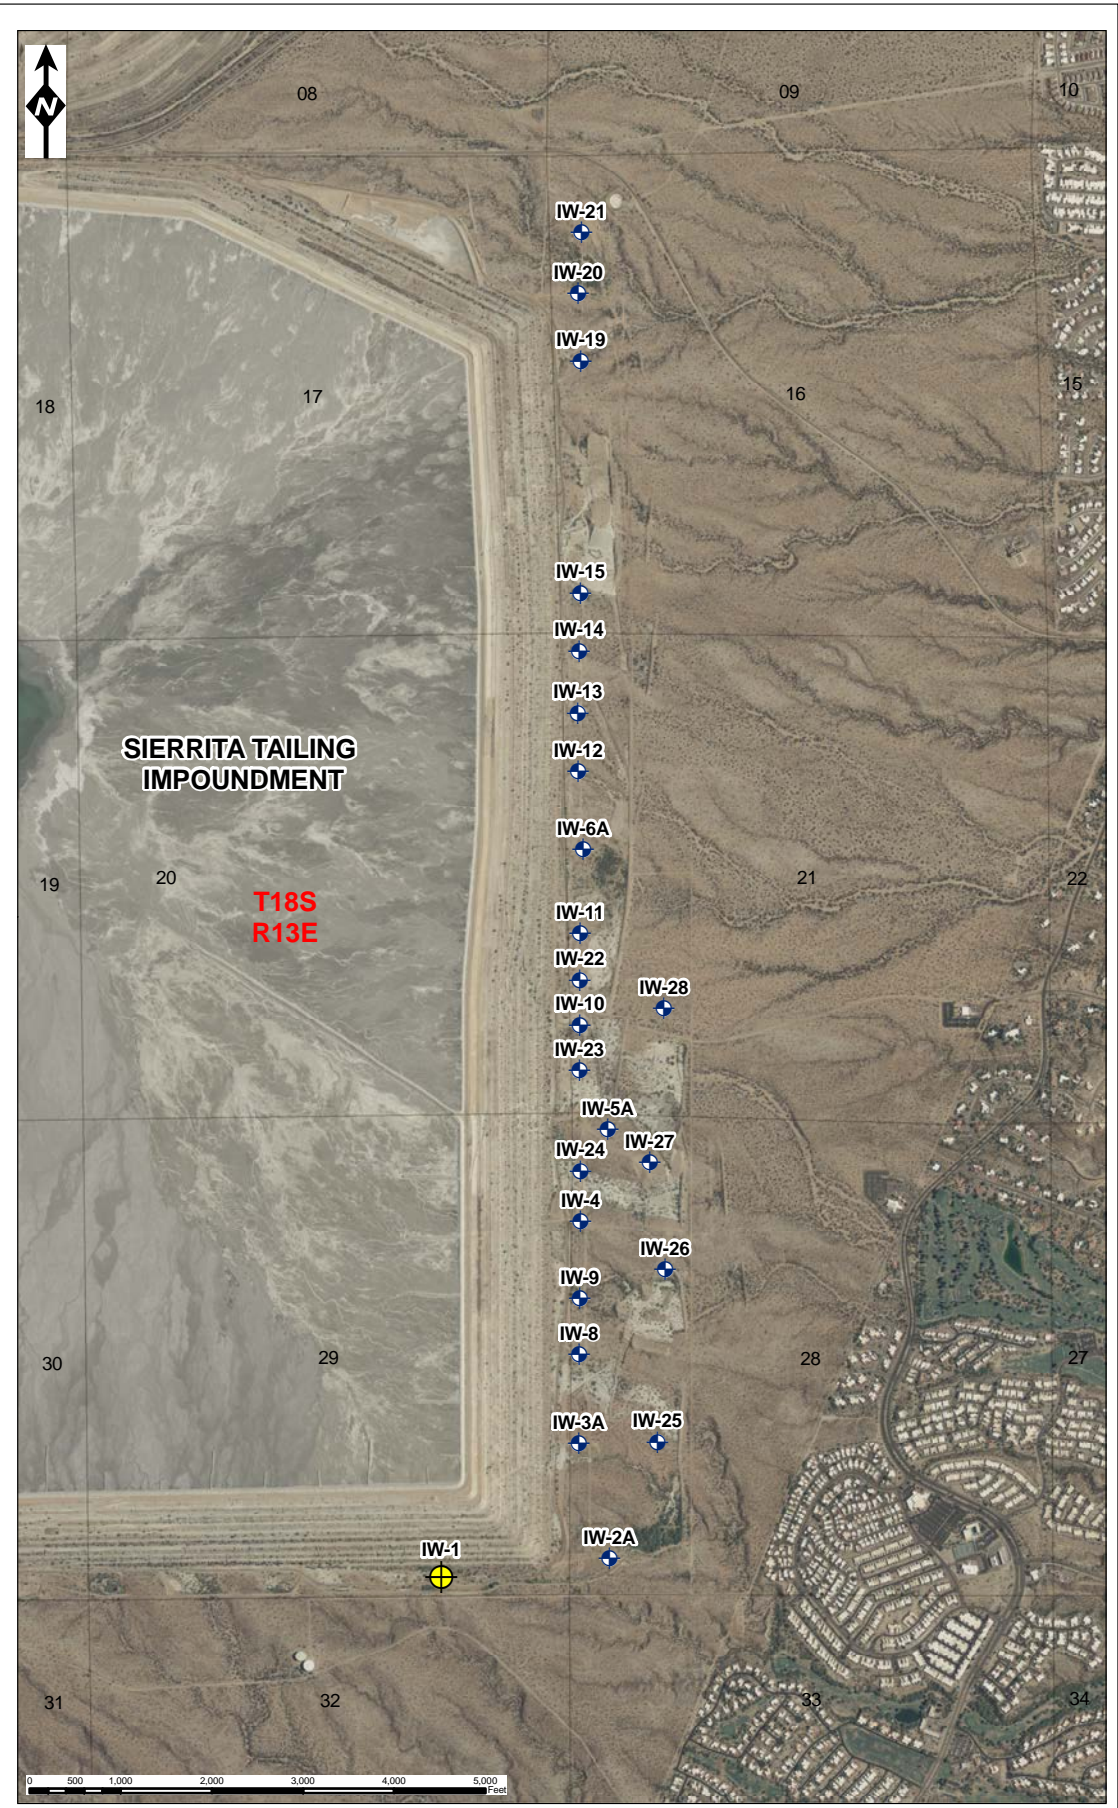 N
08
09
10
IW-21
IW-20
IW-19
18
17
16
15
IW-15
IW-14
IW-13
IW-12
SIERRITA TAILING
IMPOUNDMENT
IW-6A
19
20
21
22
T18S
R13E
IW-11
IW-22
IW-28
IW-10
IW-23
IW-5A
IW-27
IW-24
IW-4
IW-26
IW-9
IW-8
30
29
28
27
IW-3A
IW-25
IW-2A
IW-1
31
32
33
34
0 500 1,000 2,000 3,000 4,000 5,000
Feet